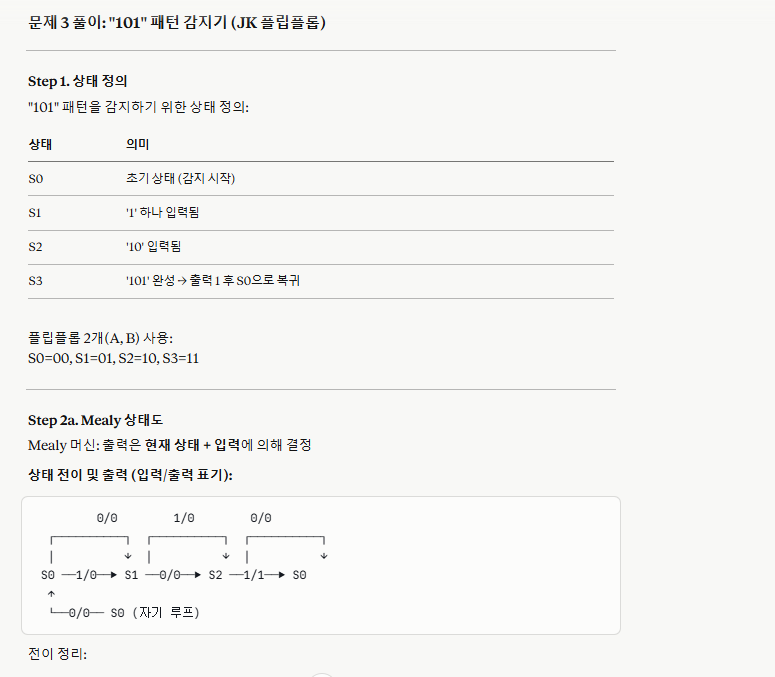 문제 3 풀이: "101" 패턴 감지기 (JK 플립플롭)
Step 1. 상태 정의
"101" 패턴을 감지하기 위한 상태 정의:
상태 의미
S0 초기 상태 (감지 시작)
S1 '1' 하나 입력됨
S2 '10' 입력됨
S3 '101' 완성 → 출력 1 후 S0으로 복귀
플립플롭 2개(A, B) 사용:
S0=00, S1=01, S2=10, S3=11
Step 2a. Mealy 상태도
Mealy 머신: 출력은 현재 상태 + 입력에 의해 결정
상태 전이 및 출력 (입력/출력 표기):
0/0 1/0 0/0
S0 ──1/0──▶ S1 ──0/0──▶ S2 ──1/1──▶ S0
└──0/0── S0 (자기 루프)
전이 정리: